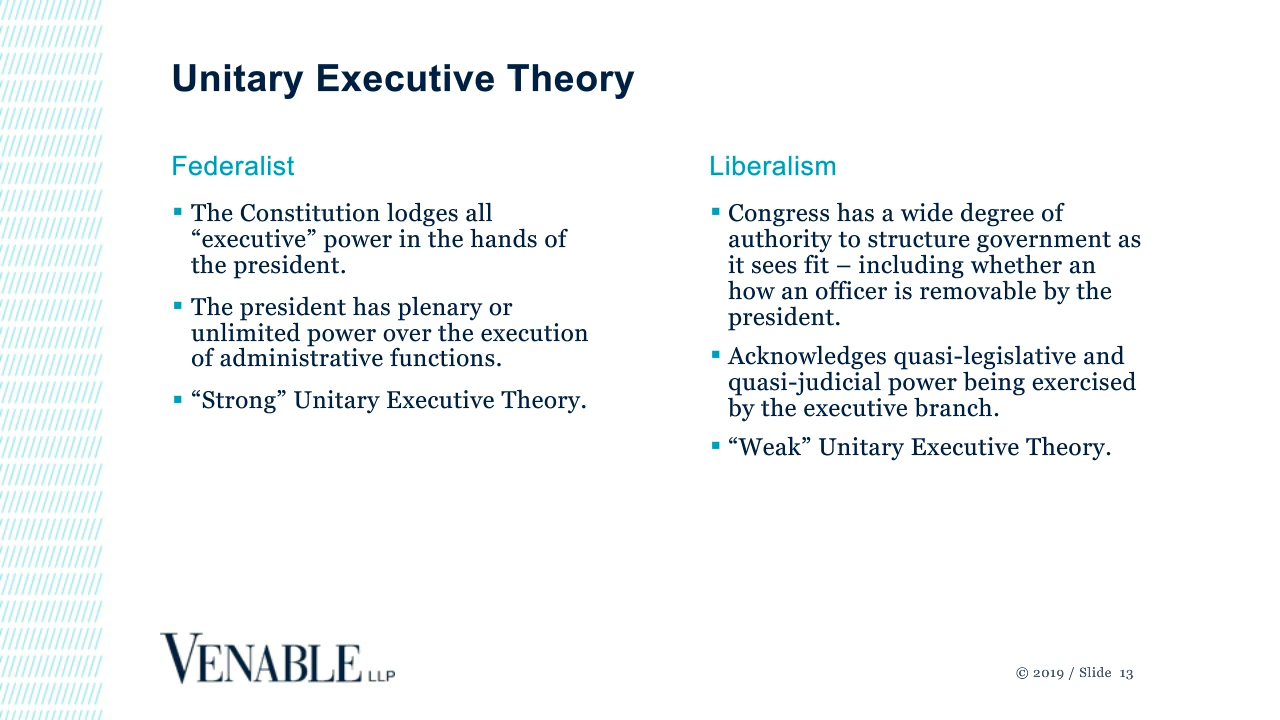 Unitary Executive Theory
Federalist
▪ The Constitution lodges all
“executive” power in the hands of
the president.
▪ The president has plenary or
unlimited power over the execution
of administrative functions.
▪ “Strong” Unitary Executive Theory.
Liberalism
▪ Congress has a wide degree of
authority to structure government as
it sees fit – including whether an
how an officer is removable by the
president.
▪ Acknowledges quasi-legislative and
quasi-judicial power being exercised
by the executive branch.
▪ “Weak” Unitary Executive Theory.
VENABLE LLP
© 2019 / Slide 13